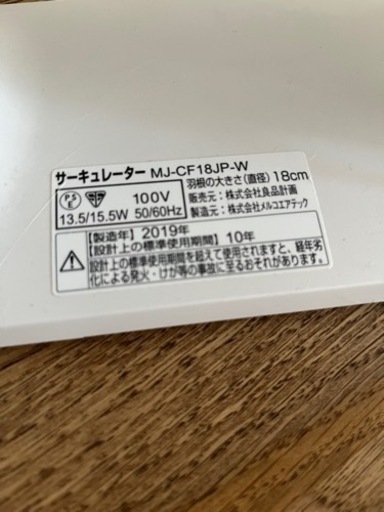 サーキュレーター MJ-CF18JP-W
PSE 100V 羽根の大きさ(直径) 18cm
販売元:株式会社良品計画
13.5/15.5W 50/60Hz 製造元:株式会社メルコエアテック
【製造年】2019年
【設計上の標準使用期間】10年
設計上の標準使用期間を超えて使用されますと、経年劣
化による発火・けが等の事故に至るおそれがあります。